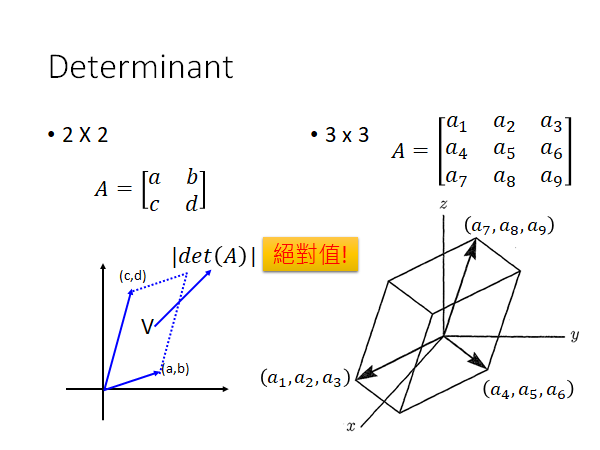 Determinant
• 2 X 2
A = [a b
c d]
|det(A)| 絕對值!
(c,d)
V
(a,b)
• 3 x 3
A = [a₁ a₂ a₃
a₄ a₅ a₆
a₇ a₈ a₉]
z
(a₇, a₈, a₉)
y
(a₁, a₂, a₃)
(a₄, a₅, a₆)
x